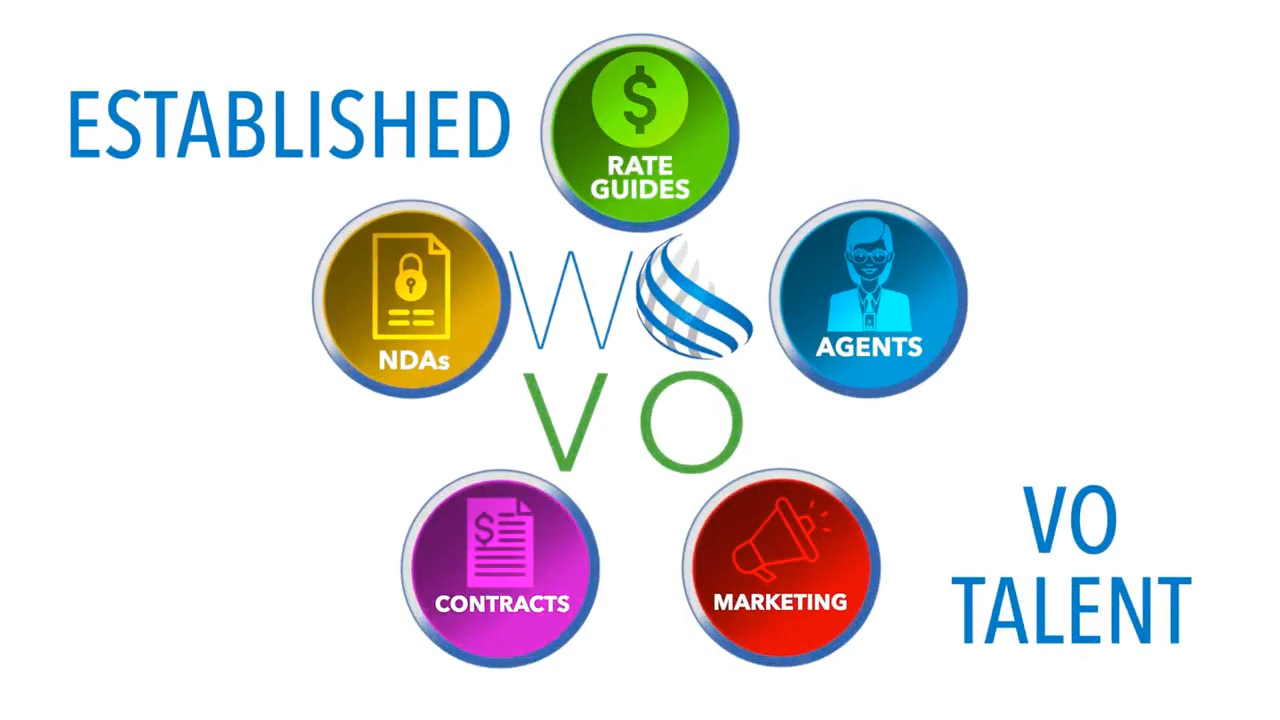 ESTABLISHED
RATE
GUIDES
NDAs
WO
AGENTS
VO
CONTRACTS
MARKETING
VO
TALENT